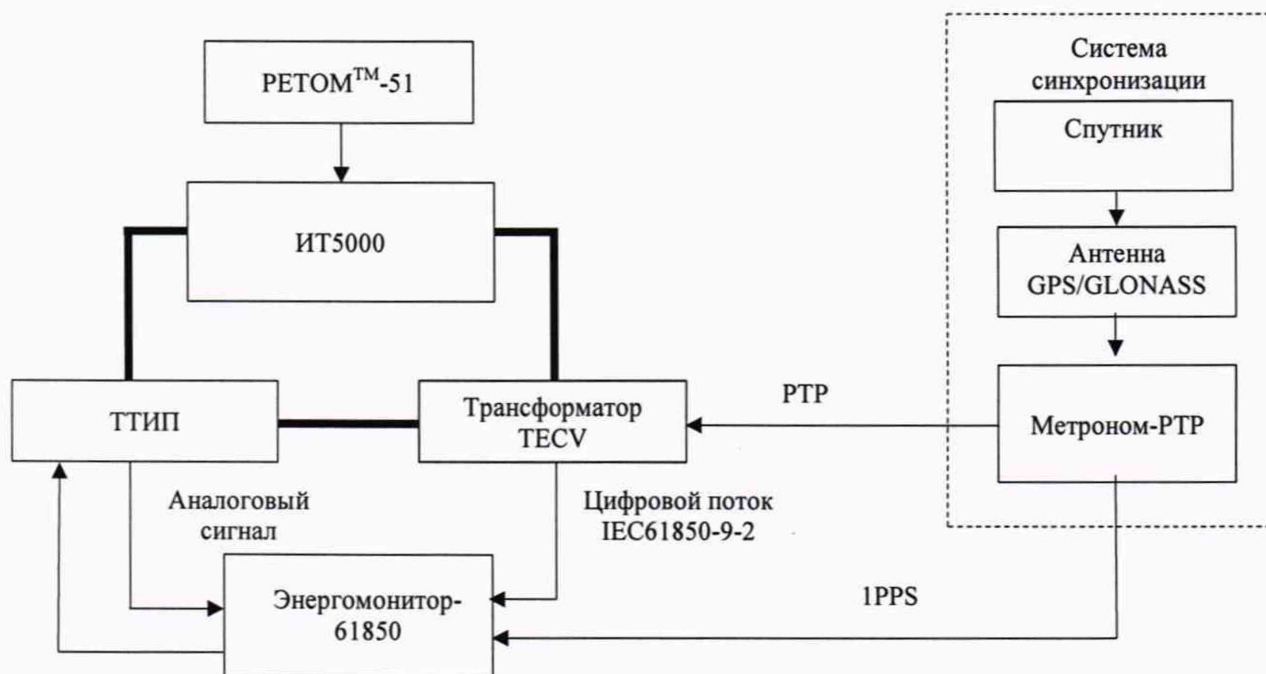 РЕТОМ™-51
ИТ5000
ТТИП
Трансформатор
TECV
Аналоговый
сигнал
Цифровой поток
IEC61850-9-2
Энергомонитор-
61850
PTP
1PPS
Система
синхронизации
Спутник
Антенна
GPS/GLONASS
Метроном-PTP